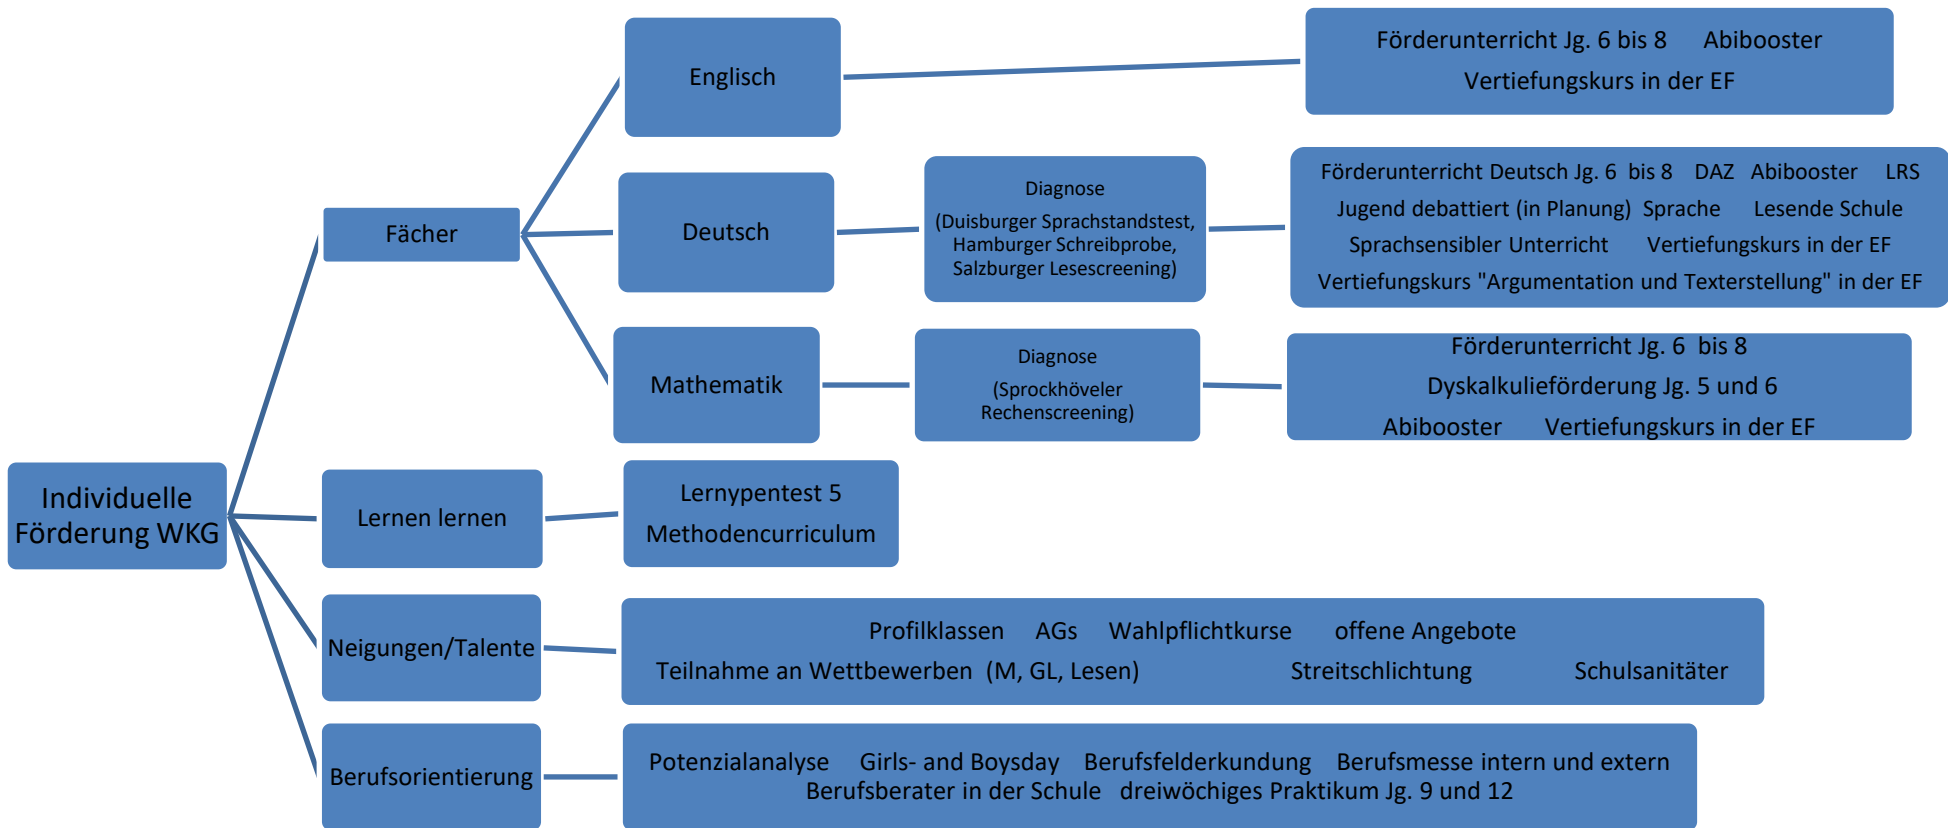 Individuelle
Förderung WKG
Fächer
Englisch
Förderunterricht Jg. 6 bis 8 Abibooster
Vertiefungskurs in der EF
Deutsch
Diagnose
(Duisburger Sprachstandstest,
Hamburger Schreibprobe,
Salzburger Lesescreening)
Förderunterricht Deutsch Jg. 6 bis 8 DAZ Abibooster LRS
Jugend debattiert (in Planung) Sprache Lesende Schule
Sprachsensibler Unterricht Vertiefungskurs in der EF
Vertiefungskurs "Argumentation und Texterstellung" in der EF
Mathematik
Diagnose
(Sprockhöveler
Rechenscreening)
Förderunterricht Jg. 6 bis 8
Dyskalkulieförderung Jg. 5 und 6
Abibooster Vertiefungskurs in der EF
Lernen lernen
Lernypentest 5
Methodencurriculum
Neigungen/Talente
Profilklassen AGs Wahlpflichtkurse offene Angebote
Teilnahme an Wettbewerben (M, GL, Lesen) Streitschlichtung Schulsanitäter
Berufsorientierung
Potenzialanalyse Girls- and Boysday Berufsfelderkundung Berufsmesse intern und extern
Berufsberater in der Schule dreiwöchiges Praktikum Jg. 9 und 12